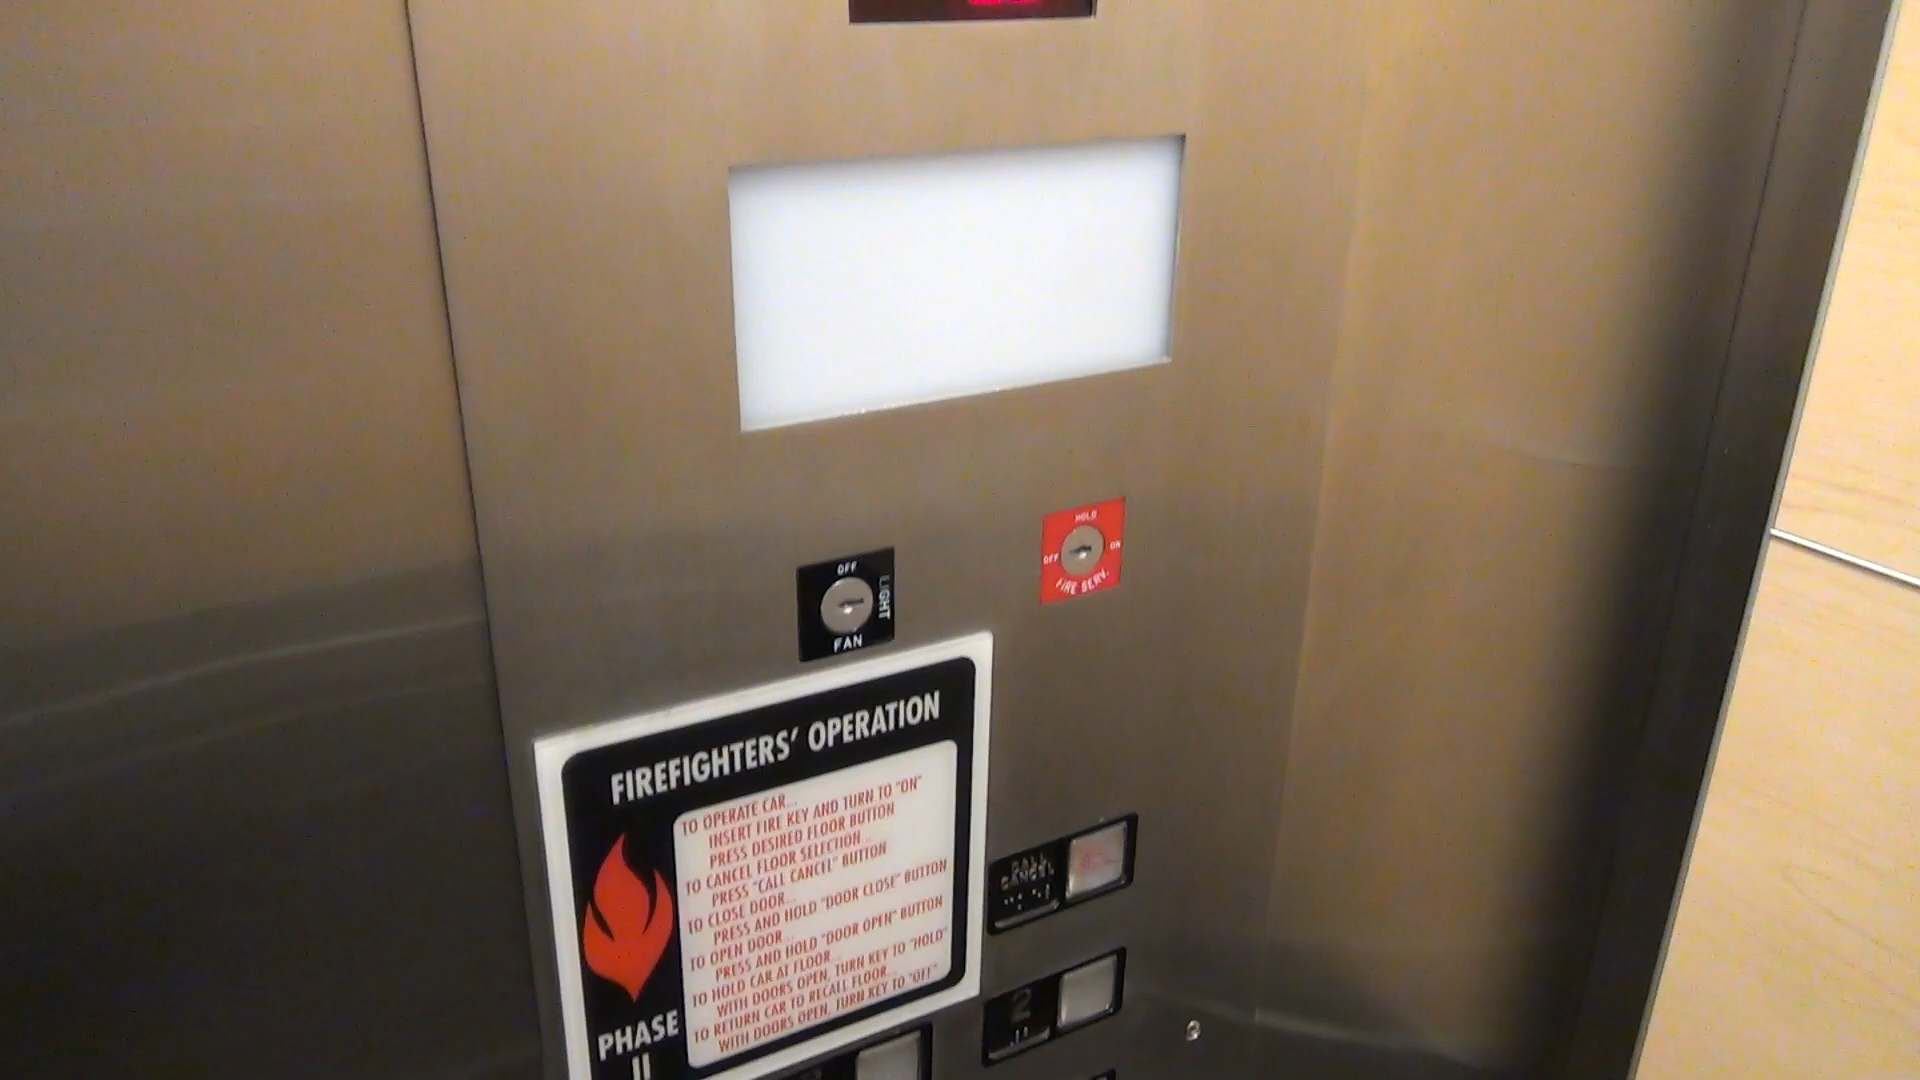 HOLD
OFF
ON
FIRE SERV.
OFF
LIGHT
FAN
FIREFIGHTERS' OPERATION
TO OPERATE CAR...
INSERT FIRE KEY AND TURN TO "ON"
PRESS DESIRED FLOOR BUTTON
TO CANCEL FLOOR SELECTION...
PRESS "CALL CANCEL" BUTTON
TO CLOSE DOOR...
PRESS AND HOLD "DOOR CLOSE" BUTTON
TO OPEN DOOR...
PRESS AND HOLD "DOOR OPEN" BUTTON
TO HOLD CAR AT FLOOR...
WITH DOORS OPEN, TURN KEY TO "HOLD"
TO RETURN CAR TO RECALL FLOOR...
WITH DOORS OPEN, TURN KEY TO "OFF"
PHASE
II
CALL
CANCEL
2